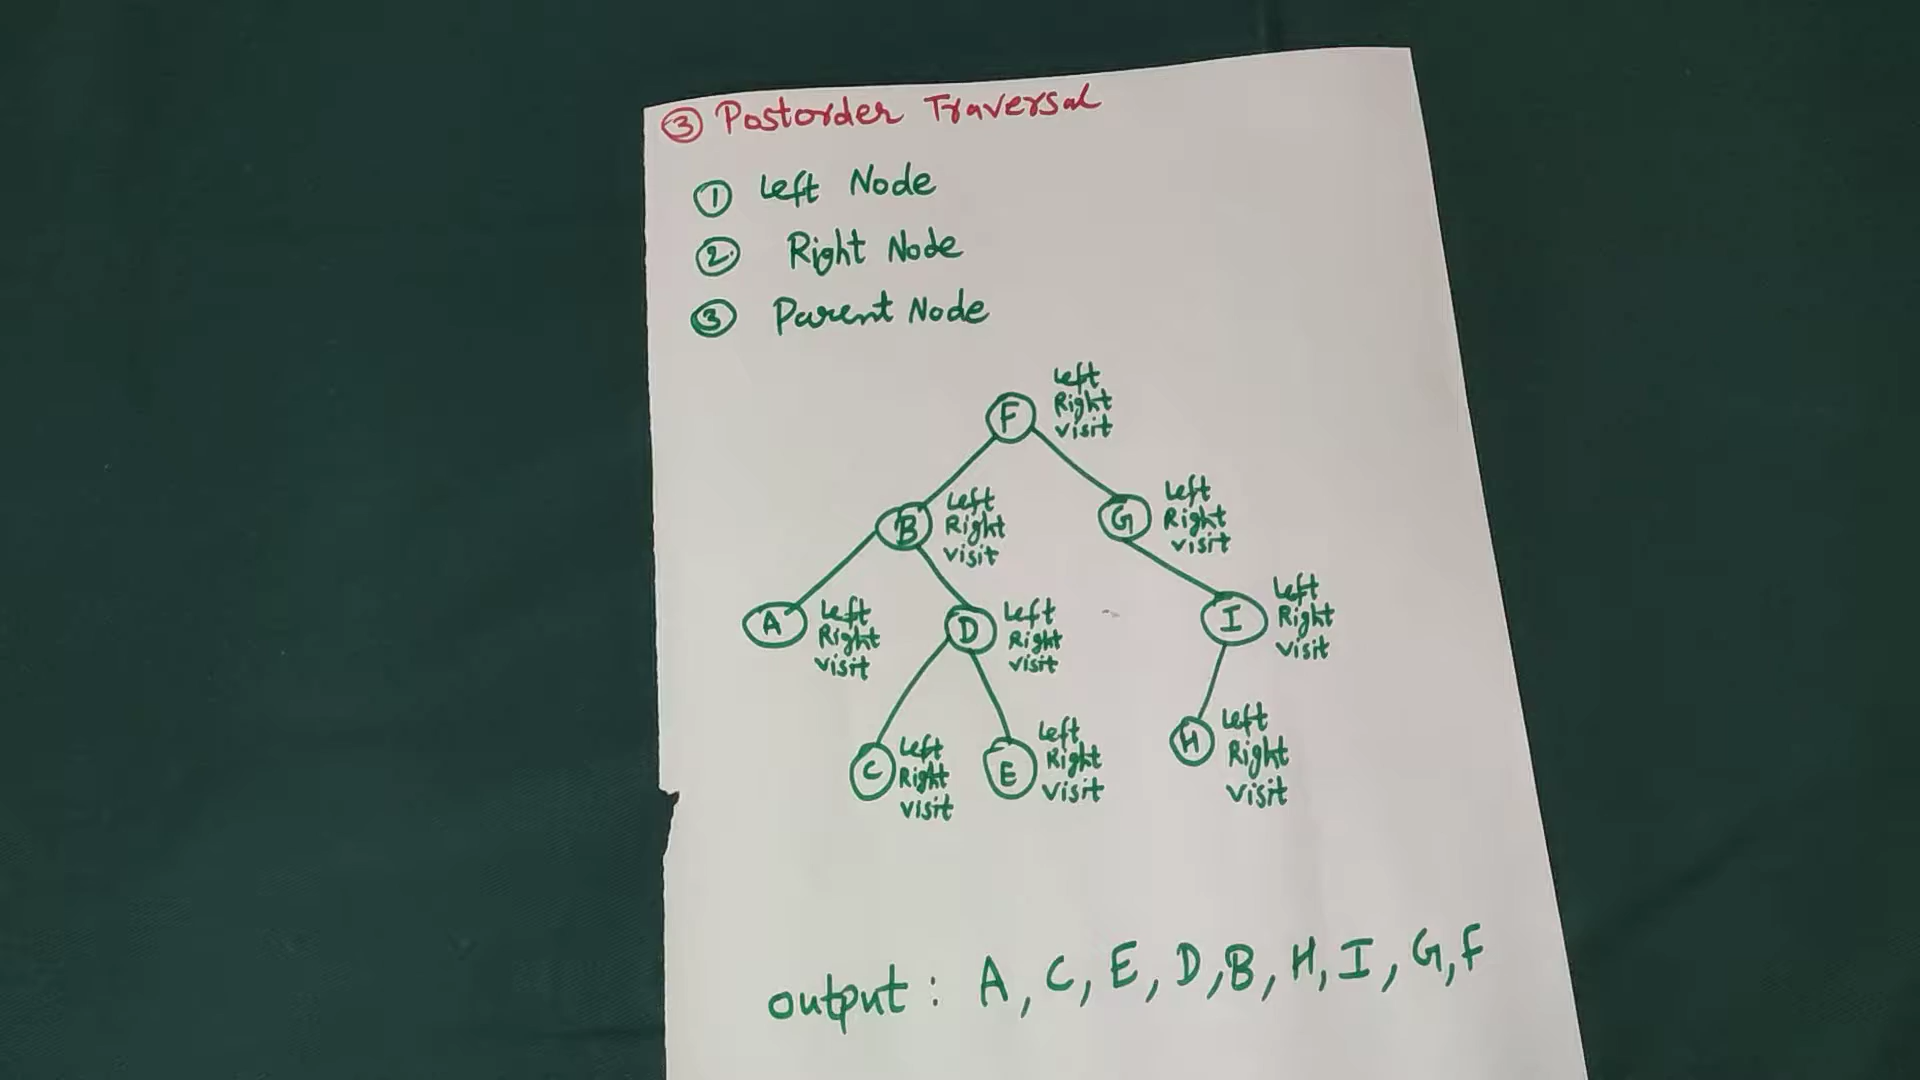 ③ Postorder Traversal
① Left Node
② Right Node
③ Parent Node
F
Left
Right
visit
B
Left
Right
visit
G
Left
Right
visit
A
Left
Right
visit
D
Left
Right
visit
I
Left
Right
visit
C
Left
Right
visit
E
Left
Right
visit
H
Left
Right
visit
output : A, C, E, D, B, H, I, G, F